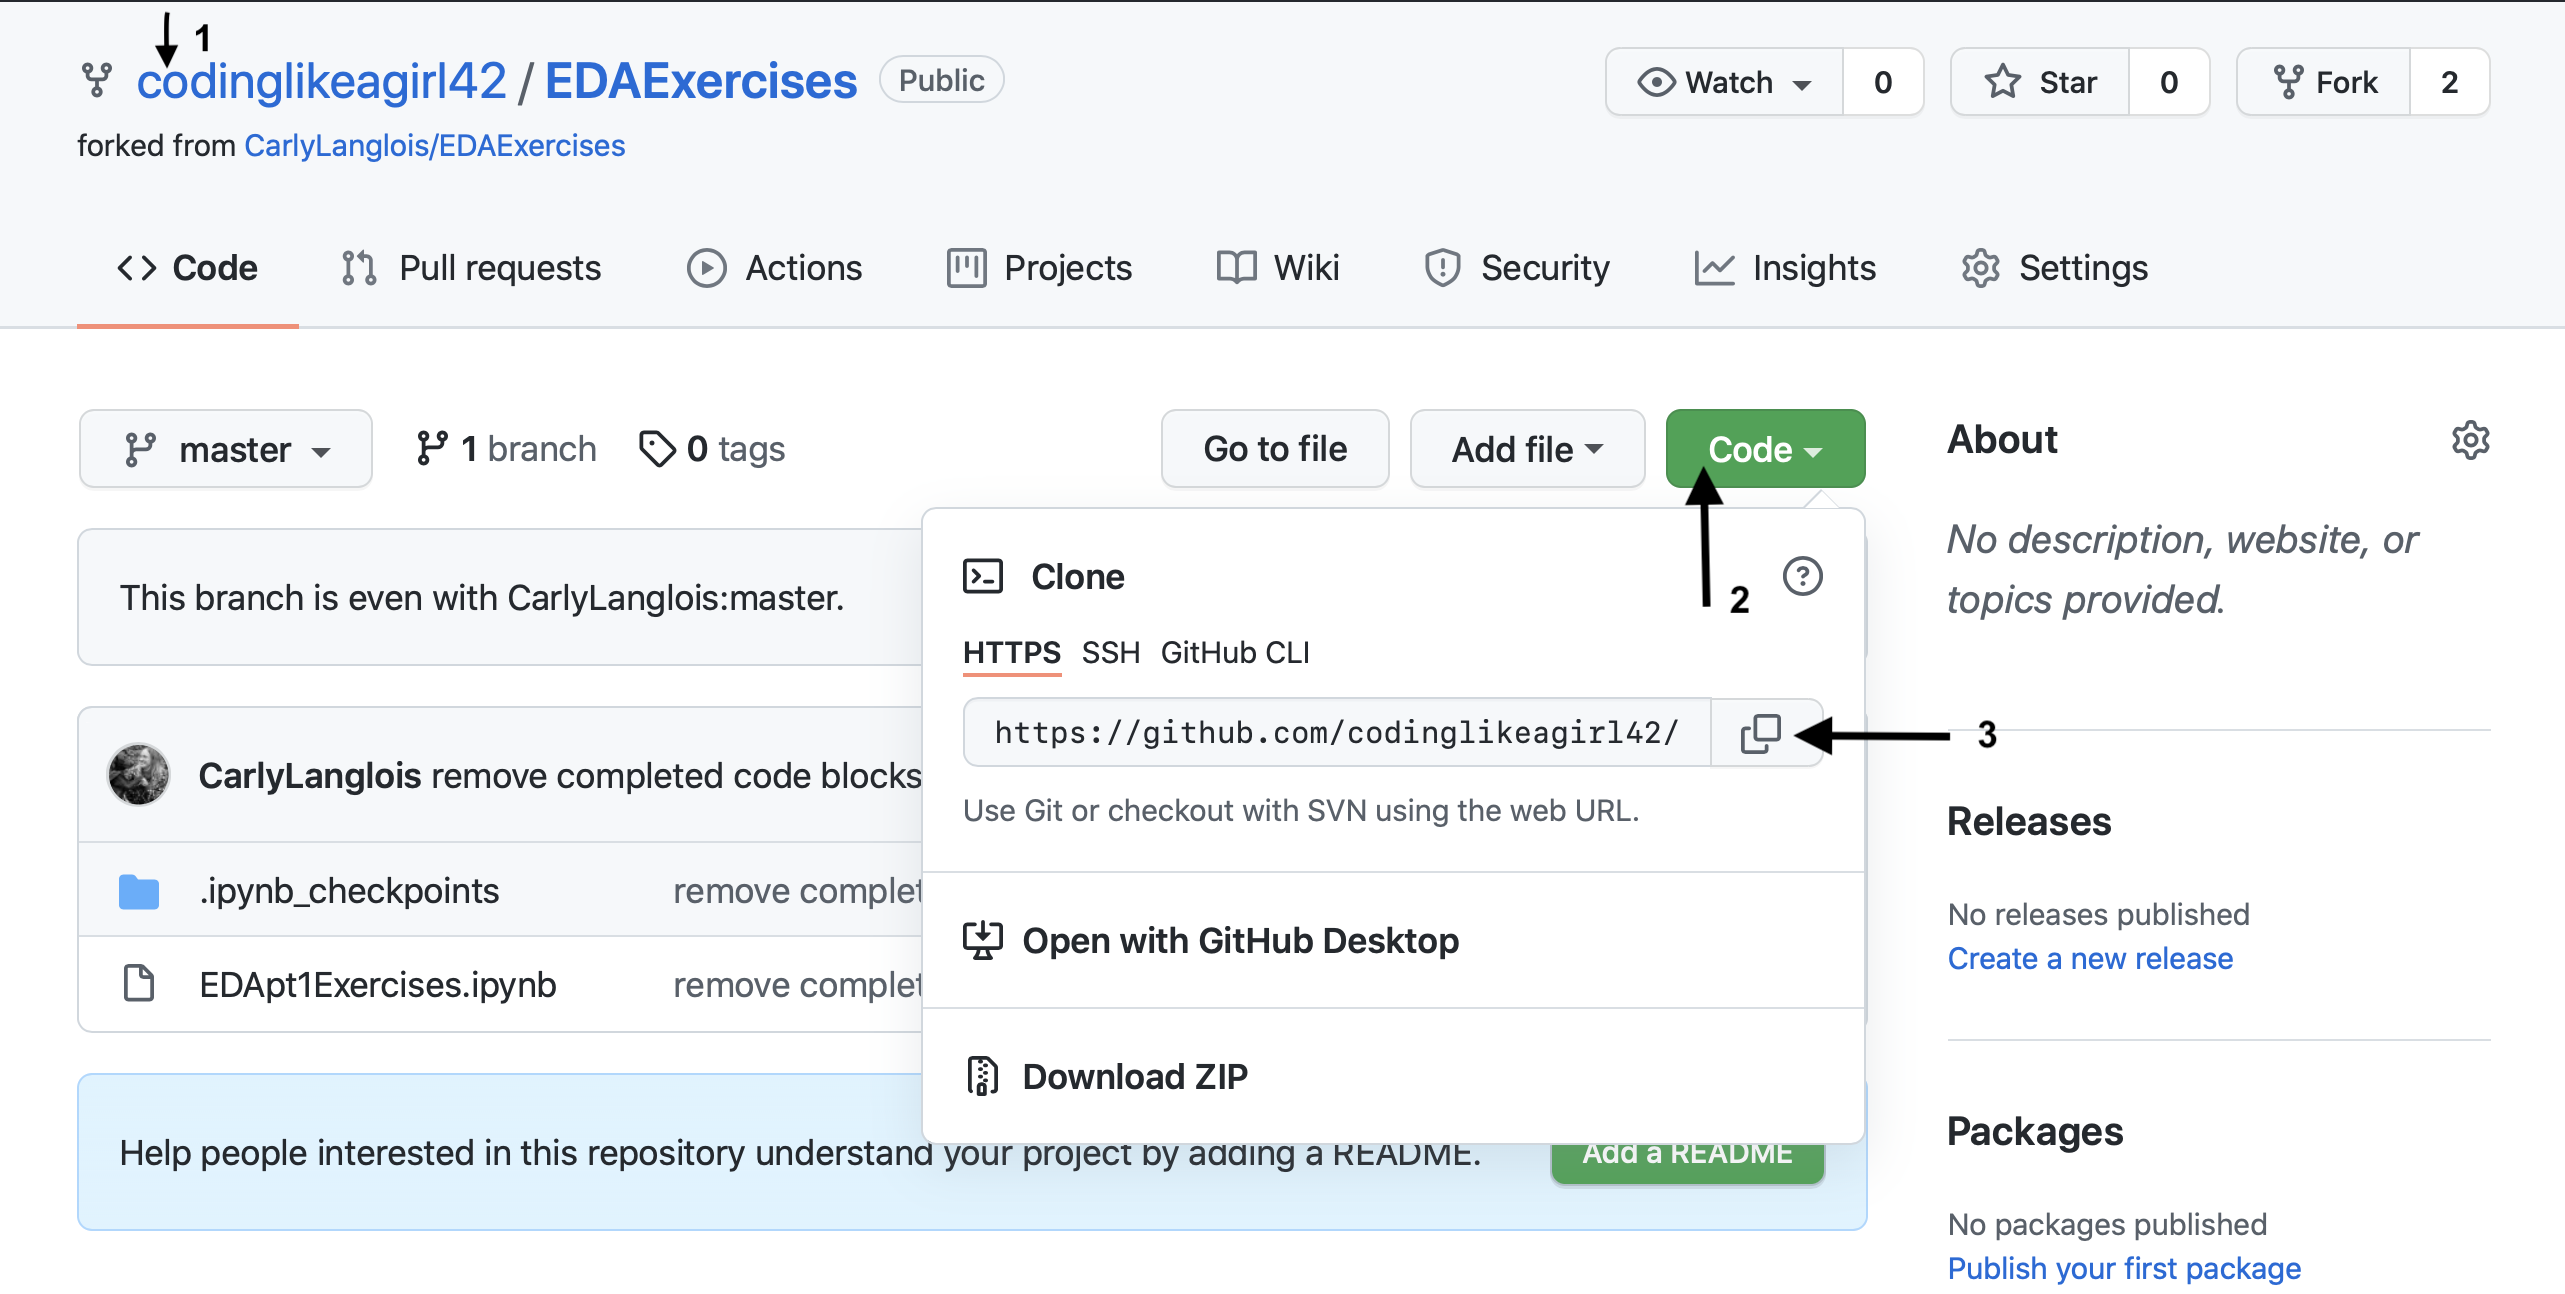 1
codinglikeagirl42 / EDAExercises Public
Watch 0 Star 0 Fork 2
forked from CarlyLanglois/EDAExercises
Code Pull requests Actions Projects Wiki Security Insights Settings
master 1 branch 0 tags Go to file Add file Code
2
This branch is even with CarlyLanglois:master.
Clone
HTTPS SSH GitHub CLI
https://github.com/codinglikeagirl42/
3
Use Git or checkout with SVN using the web URL.
Open with GitHub Desktop
Download ZIP
CarlyLanglois remove completed code blocks
.ipynb_checkpoints remove complet
EDApt1Exercises.ipynb remove complet
Help people interested in this repository understand your project by adding a README. Add a README
About
No description, website, or
topics provided.
Releases
No releases published
Create a new release
Packages
No packages published
Publish your first package